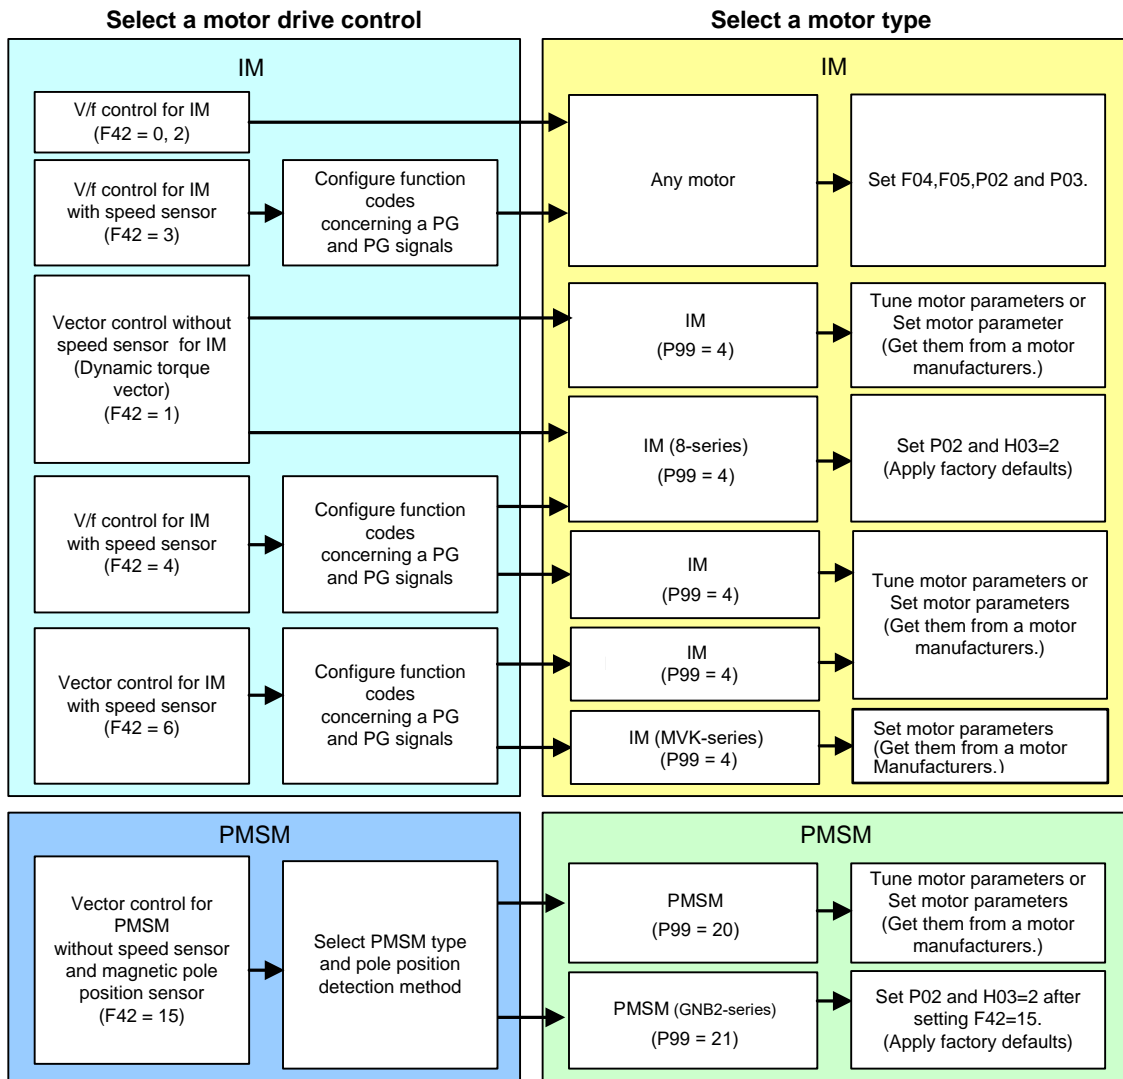 Select a motor drive control
Select a motor type
IM
V/f control for IM
(F42 = 0, 2)
V/f control for IM
with speed sensor
(F42 = 3)
Configure function
codes
concerning a PG
and PG signals
Vector control without
speed sensor for IM
(Dynamic torque
vector)
(F42 = 1)
V/f control for IM
with speed sensor
(F42 = 4)
Configure function
codes
concerning a PG
and PG signals
Vector control for IM
with speed sensor
(F42 = 6)
Configure function
codes
concerning a PG
and PG signals
IM
Any motor
Set F04,F05,P02 and P03.
IM
(P99 = 4)
Tune motor parameters or
Set motor parameter
(Get them from a motor
manufacturers.)
IM (8-series)
(P99 = 4)
Set P02 and H03=2
(Apply factory defaults)
IM
(P99 = 4)
Tune motor parameters or
Set motor parameters
(Get them from a motor
manufacturers.)
IM
(P99 = 4)
IM (MVK-series)
(P99 = 4)
Set motor parameters
(Get them from a motor
Manufacturers.)
PMSM
Vector control for
PMSM
without speed sensor
and magnetic pole
position sensor
(F42 = 15)
Select PMSM type
and pole position
detection method
PMSM
PMSM
(P99 = 20)
Tune motor parameters or
Set motor parameters
(Get them from a motor
manufacturers.)
PMSM (GNB2-series)
(P99 = 21)
Set P02 and H03=2 after
setting F42=15.
(Apply factory defaults)